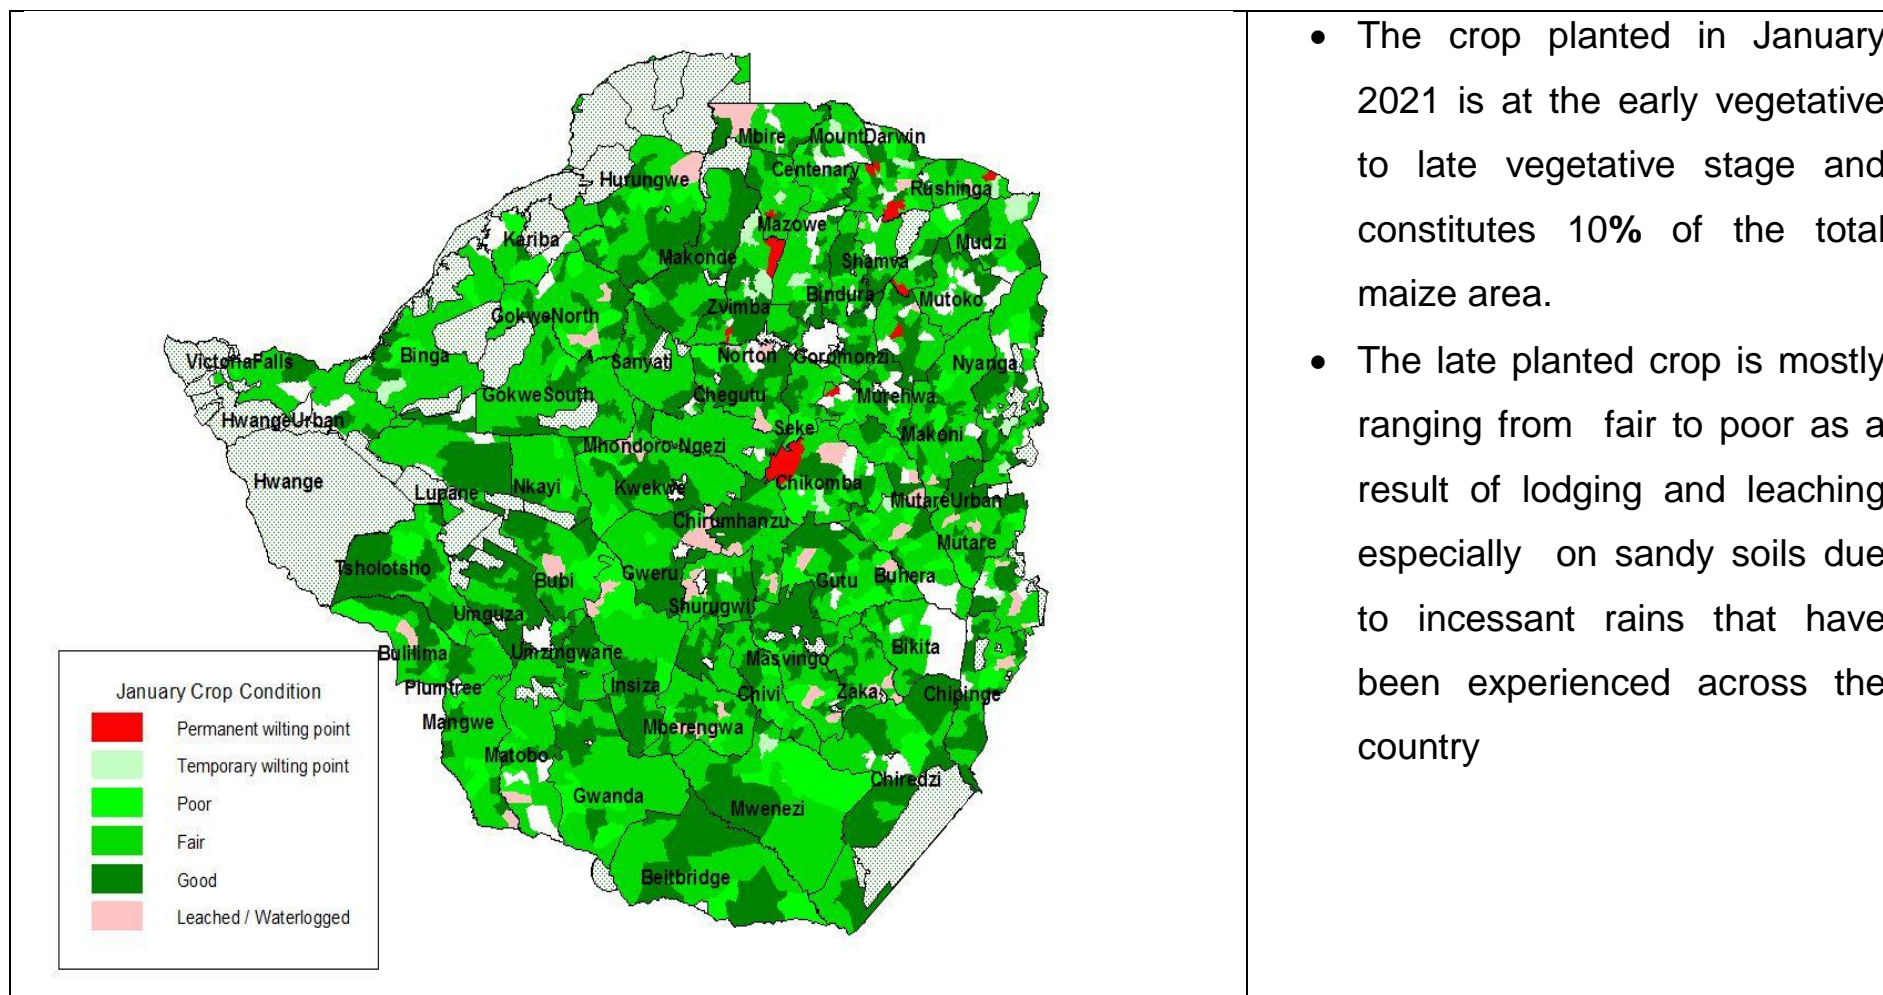 Mbire MountDarwin
Centenary
Hurungwe
Rushinga
Mazowe
Kariba
Mudzi
Makonde
Shamva
Bindura
Mutoko
Zvimba
GokweNorth
VictoriaFalls
Binga
Sanyati
Norton Goromonzi
Nyanga
GokweSouth
Chegutu
Murehwa
HwangeUrban
Seke
Makoni
Mhondoro-Ngezi
Hwange
Lupane
Nkayi
Kwekwe
Chikomba
MutareUrban
Chirumhanzu
Mutare
Tsholotsho
Bubi
Gweru
Gutu
Buhera
Shurugwi
Umguza
Bulilima
Umzingwane
Masvingo
Bikita
Plumtree
Insiza
Chivi
Zaka
Chipinge
Mangwe
Mberengwa
Matobo
Chiredzi
Gwanda
Mwenezi
Beitbridge
January Crop Condition
Permanent wilting point
Temporary wilting point
Poor
Fair
Good
Leached / Waterlogged
• The crop planted in January
2021 is at the early vegetative
to late vegetative stage and
constitutes 10% of the total
maize area.
• The late planted crop is mostly
ranging from fair to poor as a
result of lodging and leaching
especially on sandy soils due
to incessant rains that have
been experienced across the
country